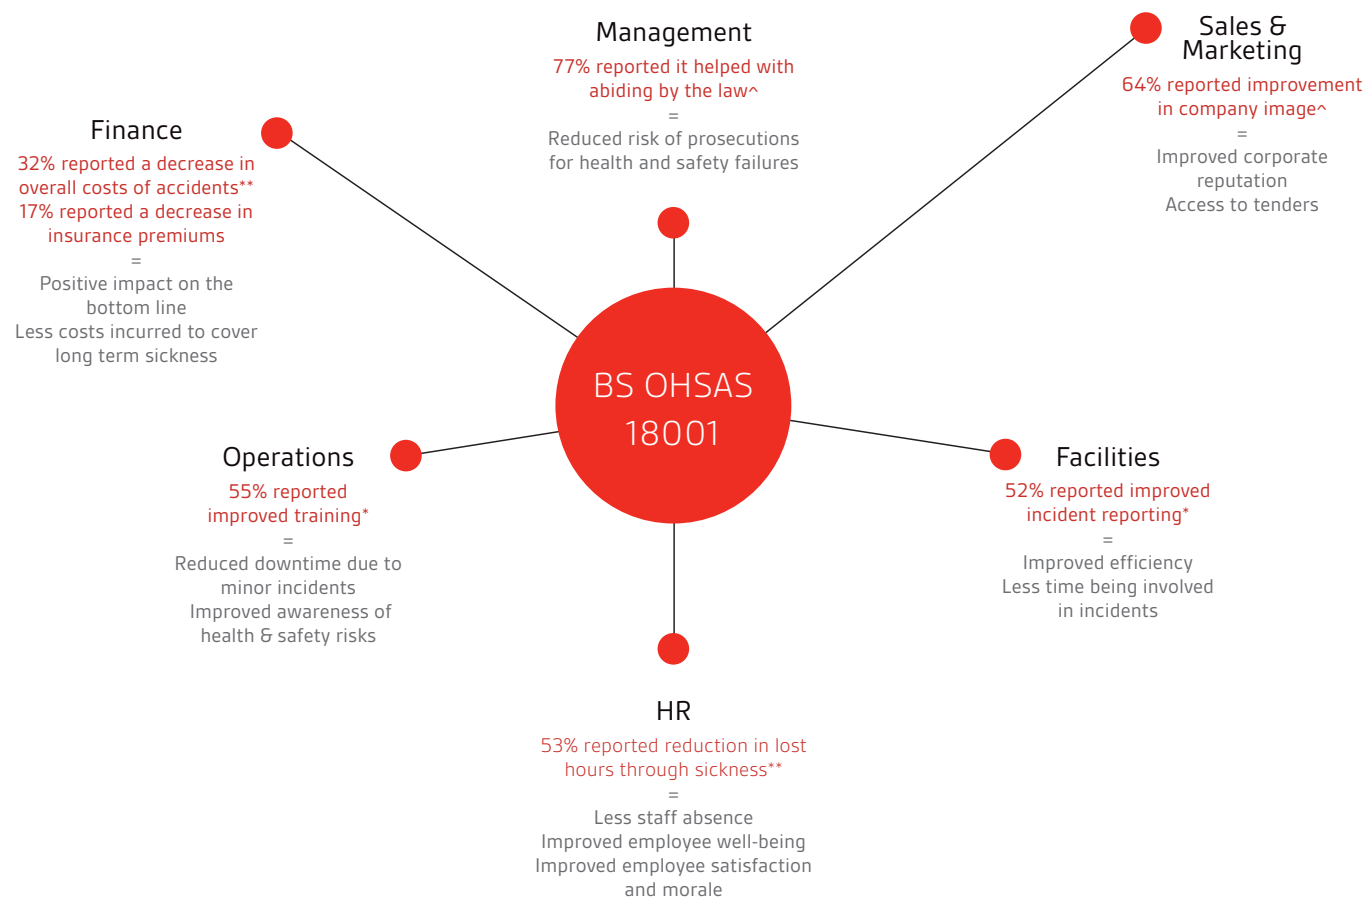 Management
77% reported it helped with
abiding by the law^
=
Reduced risk of prosecutions
for health and safety failures
Sales &
Marketing
64% reported improvement
in company image^
=
Improved corporate
reputation
Access to tenders
Finance
32% reported a decrease in
overall costs of accidents**
17% reported a decrease in
insurance premiums
=
Positive impact on the
bottom line
Less costs incurred to cover
long term sickness
BS OHSAS
18001
Operations
55% reported
improved training*
=
Reduced downtime due to
minor incidents
Improved awareness of
health & safety risks
Facilities
52% reported improved
incident reporting*
=
Improved efficiency
Less time being involved
in incidents
HR
53% reported reduction in lost
hours through sickness**
=
Less staff absence
Improved employee well-being
Improved employee satisfaction
and morale